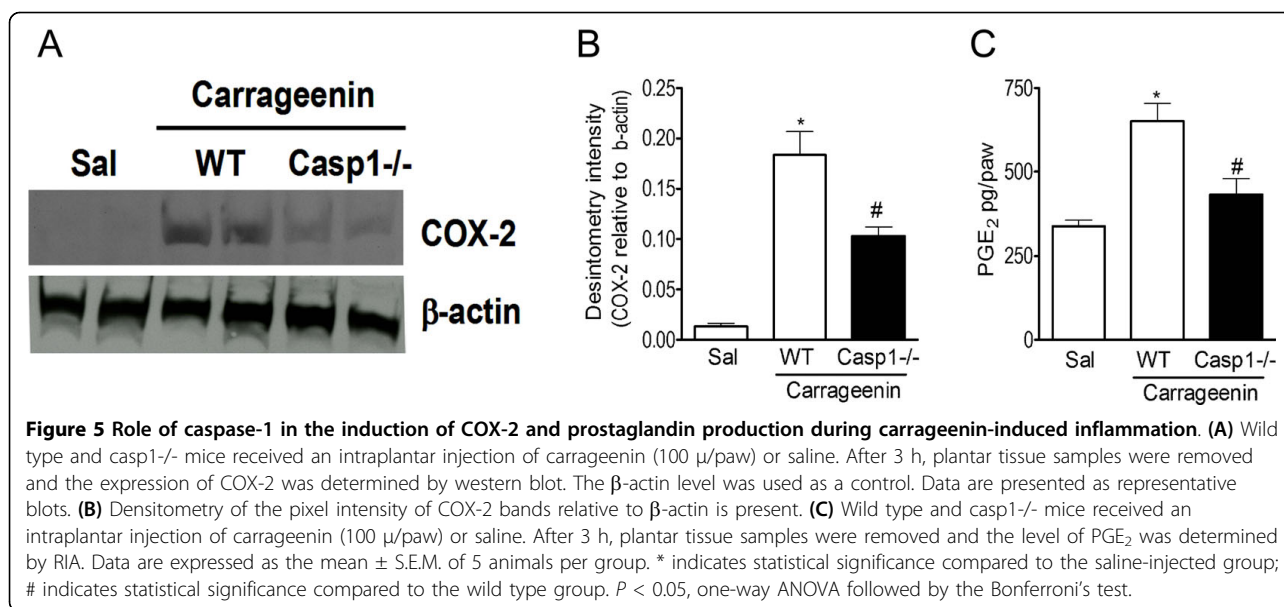 A
Carrageenin
Sal WT Casp1-/-
COX-2
β-actin
B
Desintometry intensity
(COX-2 relative to b-actin)
0.25
0.20
0.15
0.10
0.05
0.00
*
#
Sal WT Casp1-/-
Carrageenin
C
PGE2 pg/paw
750
500
250
0
*
#
Sal WT Casp1-/-
Carrageenin
Figure 5 Role of caspase-1 in the induction of COX-2 and prostaglandin production during carrageenin-induced inflammation. (A) Wild
type and casp1-/- mice received an intraplantar injection of carrageenin (100 μ/paw) or saline. After 3 h, plantar tissue samples were removed
and the expression of COX-2 was determined by western blot. The β-actin level was used as a control. Data are presented as representative
blots. (B) Densitometry of the pixel intensity of COX-2 bands relative to β-actin is present. (C) Wild type and casp1-/- mice received an
intraplantar injection of carrageenin (100 μ/paw) or saline. After 3 h, plantar tissue samples were removed and the level of PGE2 was determined
by RIA. Data are expressed as the mean ± S.E.M. of 5 animals per group. * indicates statistical significance compared to the saline-injected group;
# indicates statistical significance compared to the wild type group. P < 0.05, one-way ANOVA followed by the Bonferroni's test.